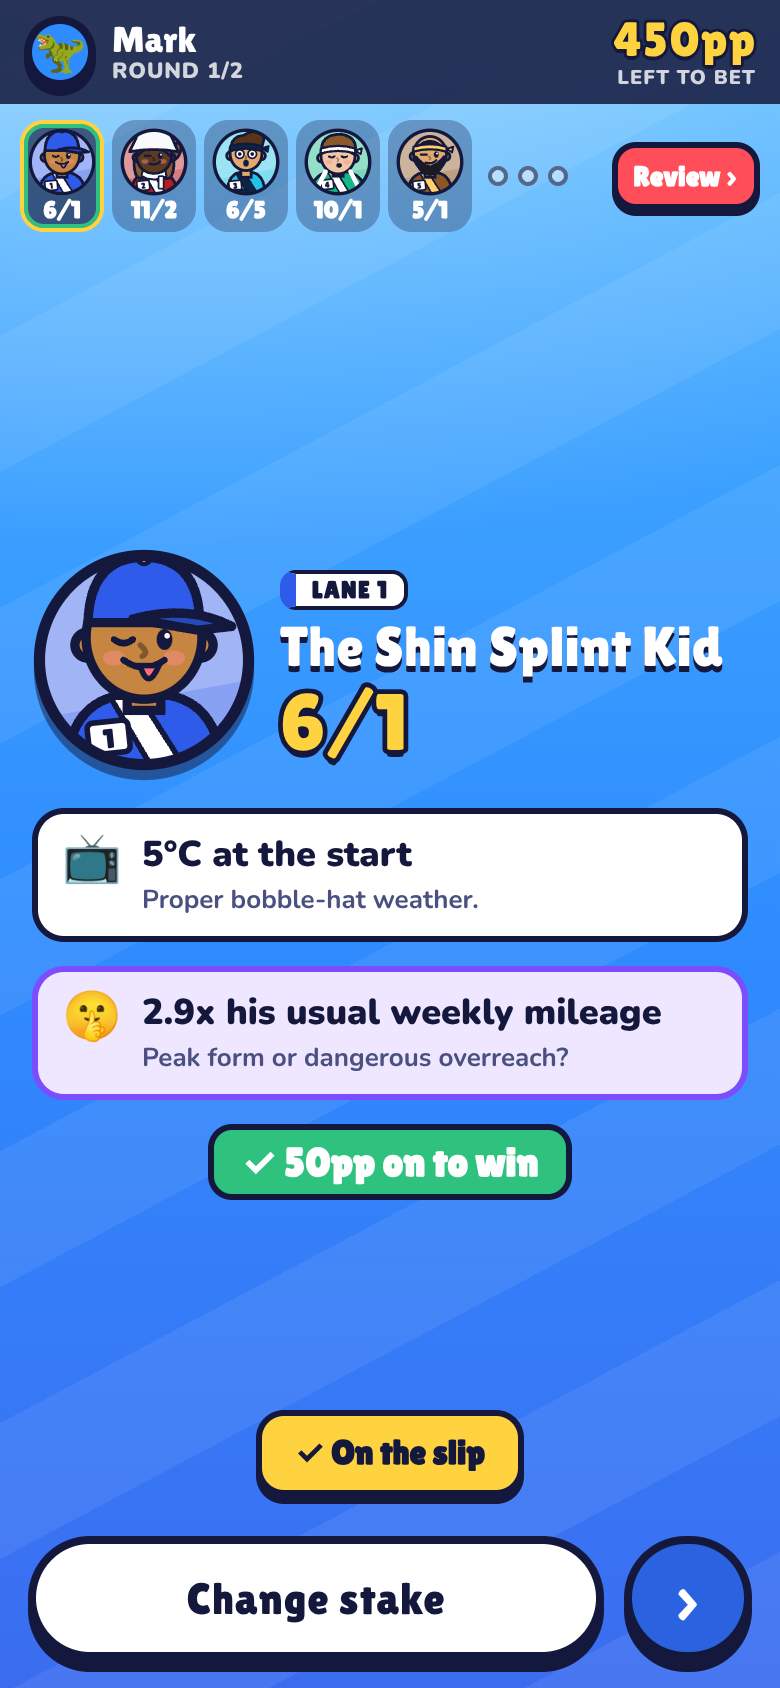 Mark
ROUND 1/2
450pp
LEFT TO BET
6/1
11/2
6/5
10/1
5/1
Review ›
LANE 1
The Shin Splint Kid
6/1
1
5°C at the start
Proper bobble-hat weather.
2.9x his usual weekly mileage
Peak form or dangerous overreach?
✓ 50pp on to win
✓ On the slip
Change stake
›